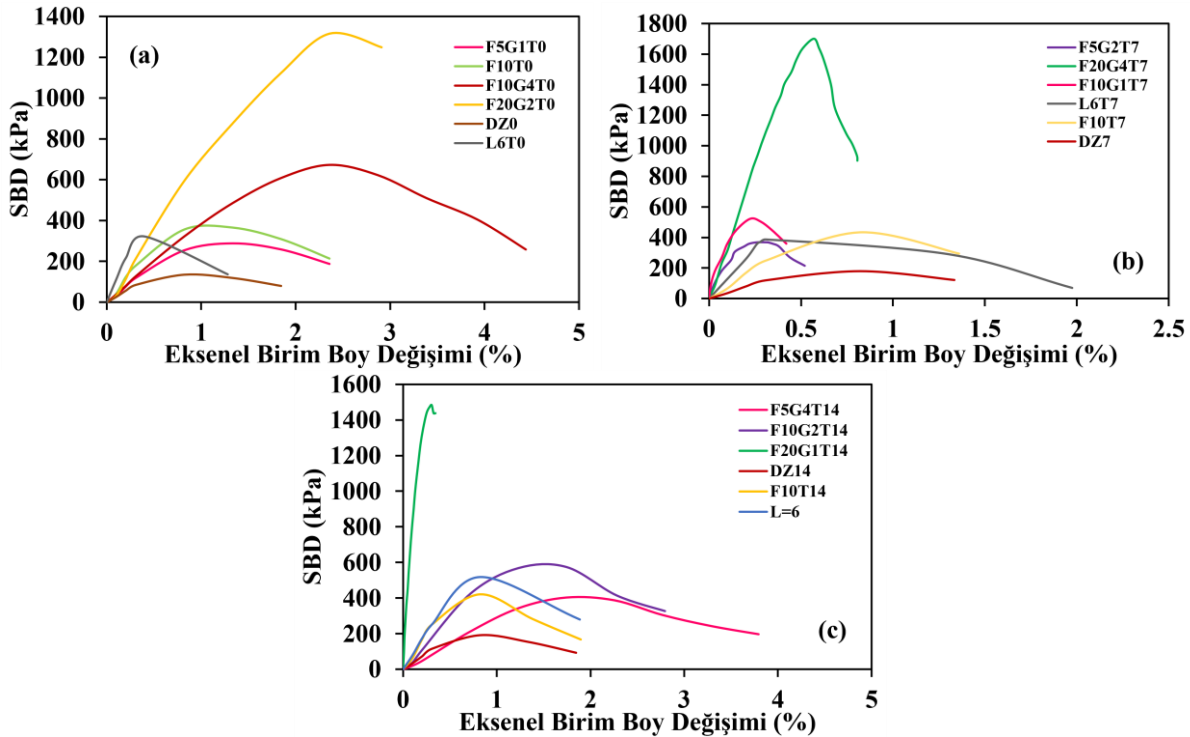 (a)
SBD (kPa)
1400
1200
1000
800
600
400
200
0
0 1 2 3 4 5
Eksenel Birim Boy Değişimi (%)
F5G1T0
F10T0
F10G4T0
F20G2T0
DZ0
L6T0
(b)
SBD (kPa)
1800
1600
1400
1200
1000
800
600
400
200
0
0 0.5 1 1.5 2 2.5
Eksenel Birim Boy Değişimi (%)
F5G2T7
F20G4T7
F10G1T7
L6T7
F10T7
DZ7
(c)
SBD (kPa)
1600
1400
1200
1000
800
600
400
200
0
0 1 2 3 4 5
Eksenel Birim Boy Değişimi (%)
F5G4T14
F10G2T14
F20G1T14
DZ14
F10T14
L=6